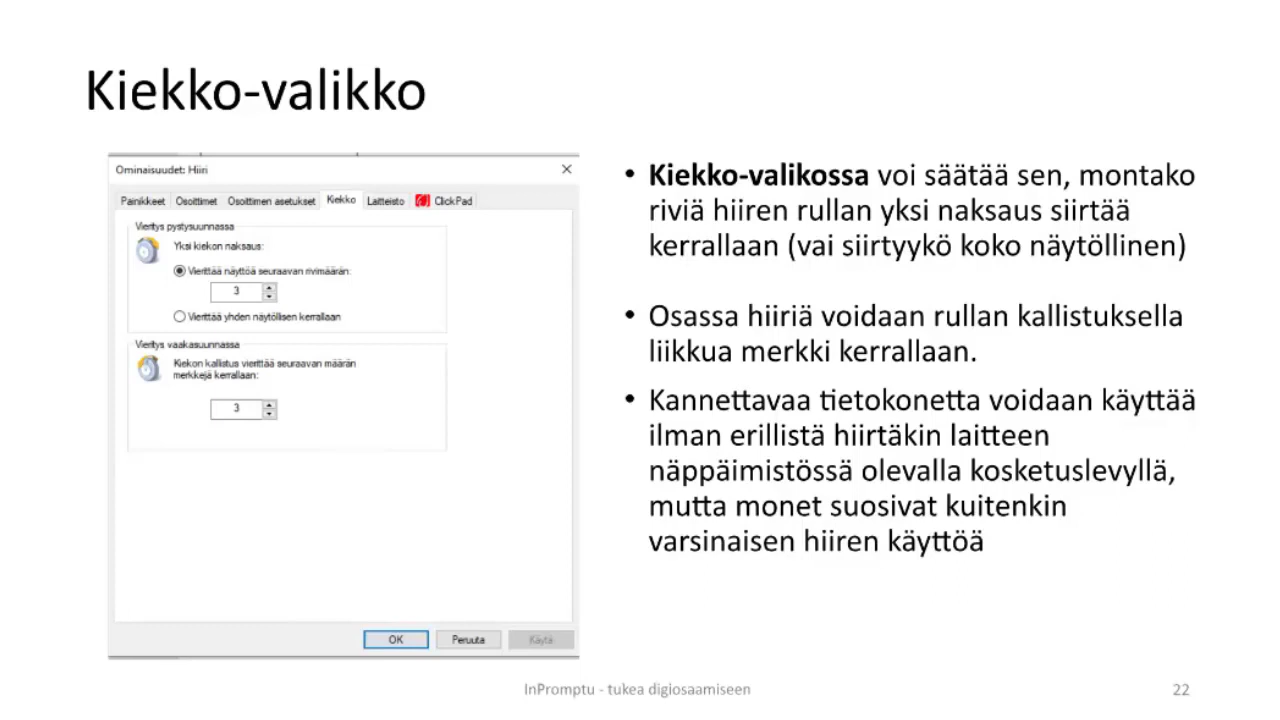 Kiekko-valikko
Ominaisuudet: Hiiri
Painikkeet Osoittimet Osoittimen asetukset Kiekko Laitteisto ClickPad
Vieritys pystysuunnassa
Yksi kiekon naksaus:
Vierittää näyttöä seuraavan rivimäärän:
3
Vierittää yhden näytöllisen kerrallaan
Vieritys vaakasuunnassa
Kiekon kallistus vierittää seuraavan määrän
merkkejä kerrallaan:
3
OK Peruuta Käytä
• Kiekko-valikossa voi säätää sen, montako
riviä hiiren rullan yksi naksaus siirtää
kerrallaan (vai siirtyykö koko näytöllinen)
• Osassa hiiriä voidaan rullan kallistuksella
liikkua merkki kerrallaan.
• Kannettavaa tietokonetta voidaan käyttää
ilman erillistä hiirtäkin laitteen
näppäimistössä olevalla kosketuslevyllä,
mutta monet suosivat kuitenkin
varsinaisen hiiren käyttöä
InPromptu - tukea digiosaamiseen
22